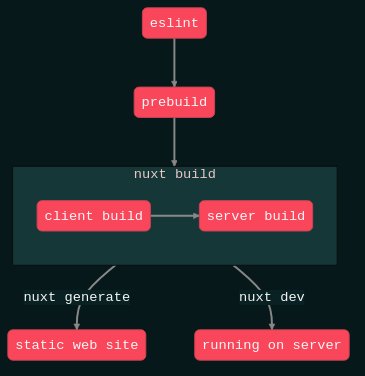 eslint
prebuild
nuxt build
client build
server build
nuxt generate
nuxt dev
static web site
running on server